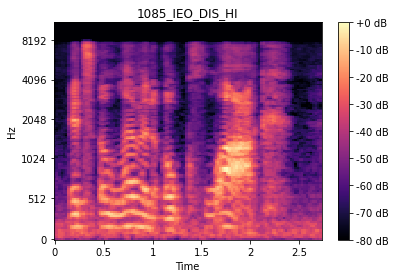 1085_IEO_DIS_HI
+0 dB
8192
-10 dB
4096
-20 dB
-30 dB
2048
Hz
-40 dB
1024
-50 dB
512
-60 dB
-70 dB
0
-80 dB
0 0.5 1 1.5 2 2.5
Time